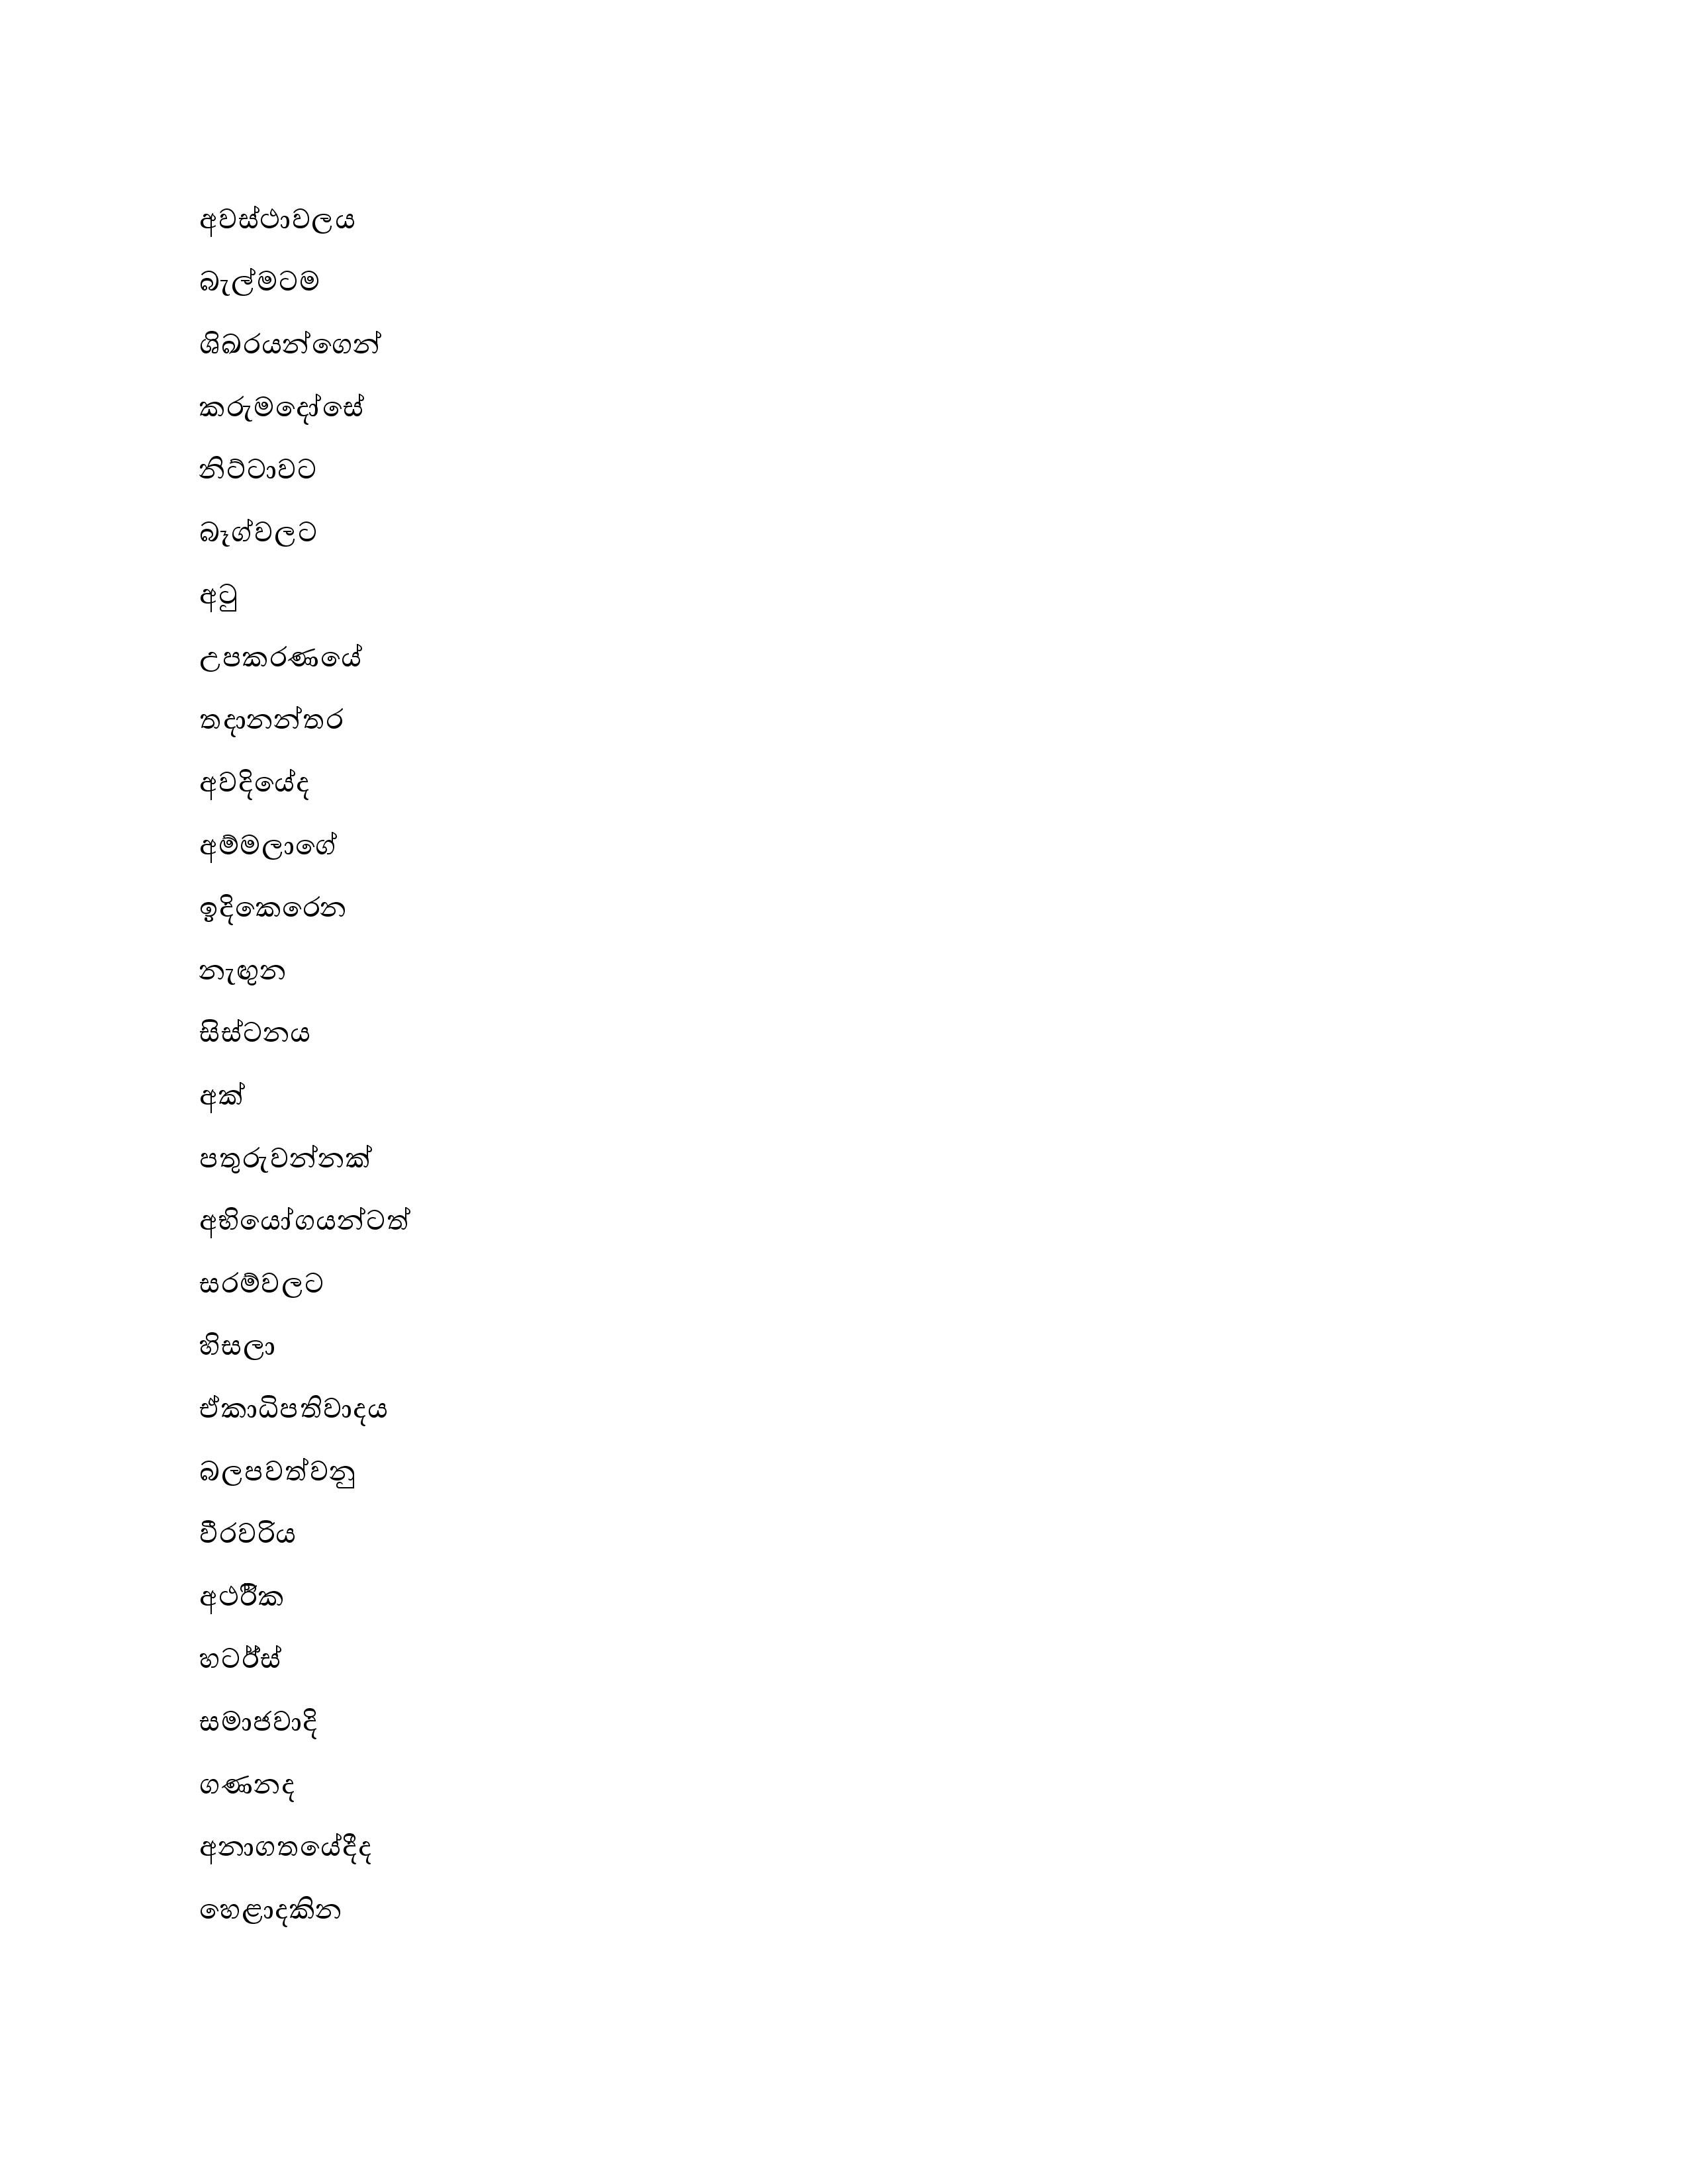 අවස්ථාවලය
බැල්මටම
ශිඛරයන්ගෙන්
කරුමදෝසේ
නිට්ටාවට
බෑග්වලට
අටු
උපකරණයේ
තදානන්තර
අවදියේද
අම්මලාගේ
ඉදිකෙරෙන
නැඟුන
සිස්ටනය
අක්
පතුරුවන්නක්
අභියෝගයන්ටත්
සරම්වලට
හිසලා
ඒකාධිපතිවාදය
බලපවත්වනු
වීරවරිය
අර්ථීක
හටර්ස්
සමාජවාදි
ගණනද
අනාගතයේදීද
හෙළාදකින